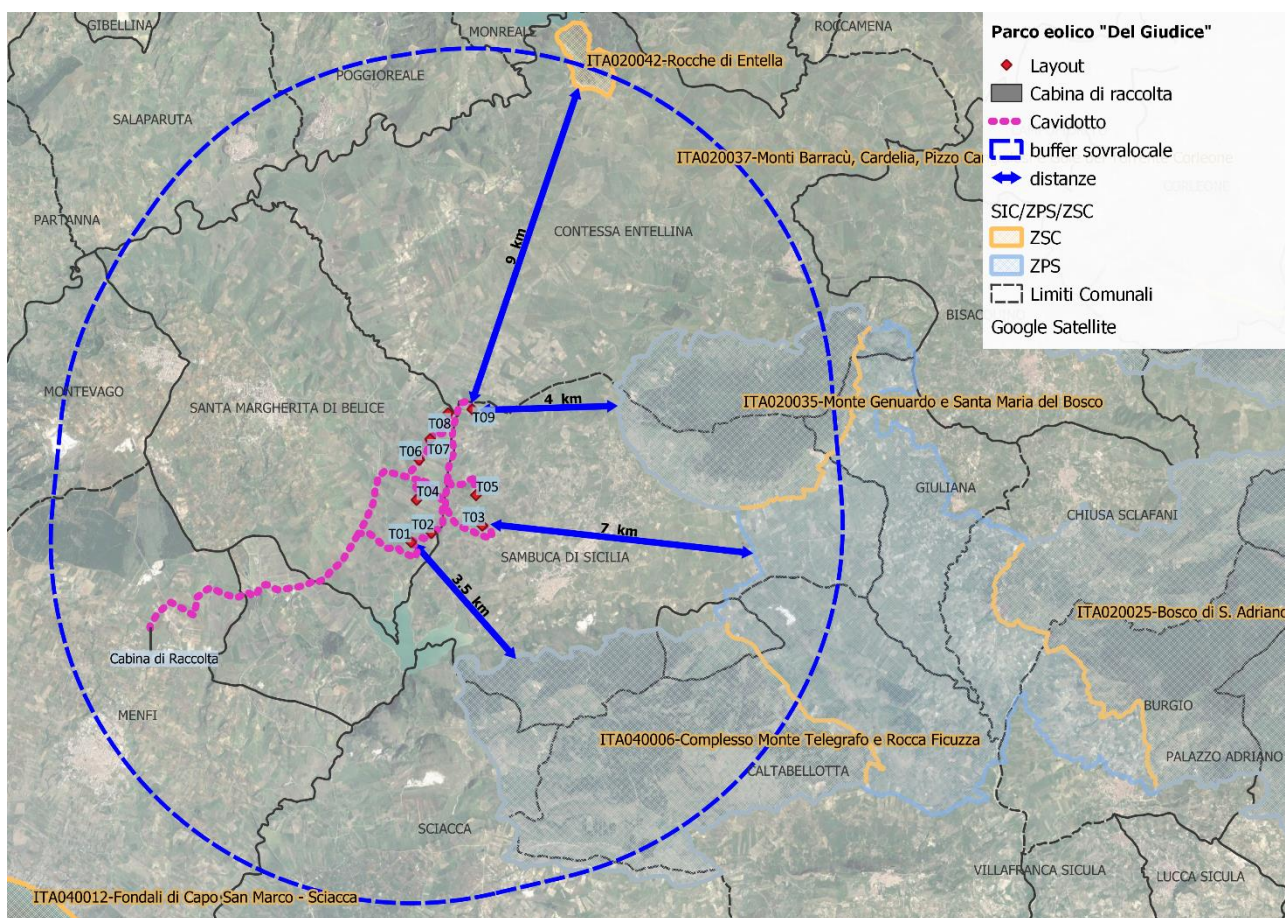 GIBELLINA
MONREALE
ROCCAMENA
ITA020042-Rocche di Entella
POGGIOREALE
SALAPARUTA
ITA020037-Monti Barracù, Cardelia, Pizzo
PARTANNA
CONTESSA ENTELLINA
9 km
MONTEVAGO
SANTA MARGHERITA DI BELICE
4 km
ITA020035-Monte Genuardo e Santa Maria del Bosco
T09
T08
T07
T06
T05
T04
T03
T02
T01
GIULIANA
CHIUSA SCLAFANI
7 km
SAMBUCA DI SICILIA
3,5 km
ITA020025-Bosco di S. Adriano
Cabina di Raccolta
MENFI
BURGIO
ITA040006-Complesso Monte Telegrafo e Rocca Ficuzza
CALTABELLOTTA
PALAZZO ADRIANO
SCIACCA
VILLAFRANCA SICULA
LUCCA SICULA
ITA040012-Fondali di Capo San Marco - Sciacca
Parco eolico "Del Giudice"
Layout
Cabina di raccolta
Cavidotto
buffer sovralocale
distanze
SIC/ZPS/ZSC
ZSC
ZPS
Limiti Comunali
Google Satellite